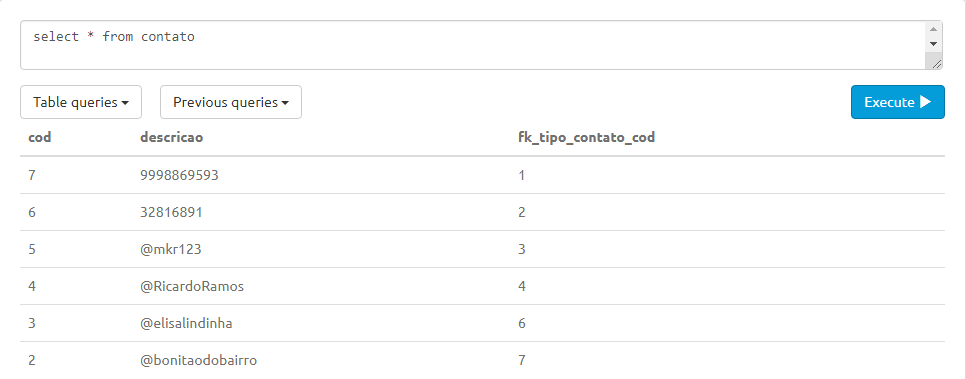 select * from contato
Table queries Previous queries Execute
cod descricao fk_tipo_contato_cod
7 9998869593 1
6 32816891 2
5 @mkr123 3
4 @RicardoRamos 4
3 @elisalindinha 6
2 @bonitaodobairro 7